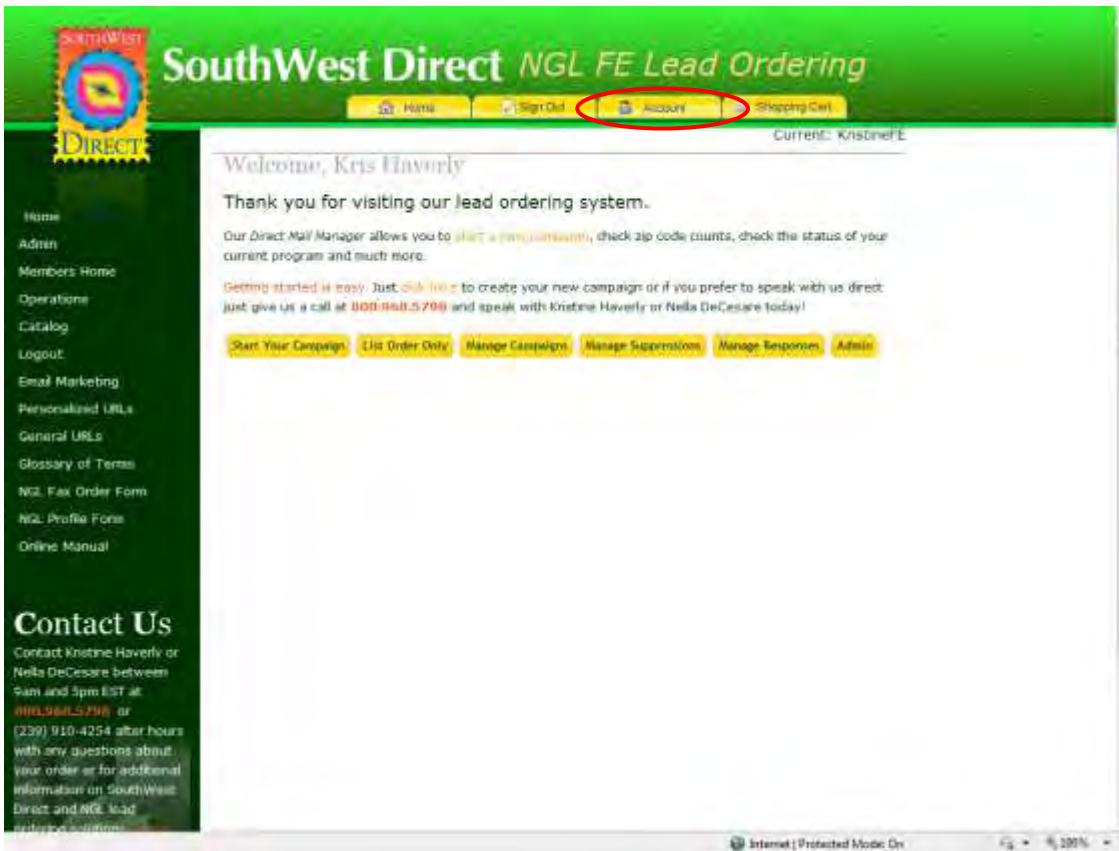 SOUTHWEST
DIRECT
SouthWest Direct NGL FE Lead Ordering
Home Sign Out Account Shopping Cart
Current: KristineFE
Welcome, Kris Haverly
Thank you for visiting our lead ordering system.
Our Direct Mail Manager allows you to start a new campaign, check zip code counts, check the status of your
current program and much more.
Getting started is easy. Just click here to create your new campaign or if you prefer to speak with us direct
just give us a call at 800.960.5798 and speak with Kristine Haverly or Nella DeCesare today!
Start Your Campaign List Order Only Manage Campaigns Manage Suppressions Manage Responses Admin
Home
Admin
Members Home
Operations
Catalog
Logout
Email Marketing
Personalized URLs
General URLs
Glossary of Terms
NGL Fax Order Form
NGL Profile Form
Online Manual
Contact Us
Contact Kristine Haverly or
Nella DeCesare between
9am and 5pm EST at
or
(239) 910-4254 after hours
with any questions about
your order or for additional
information on SouthWest
Direct and NGL lead
ordering solutions
Internet | Protected Mode: On
100%